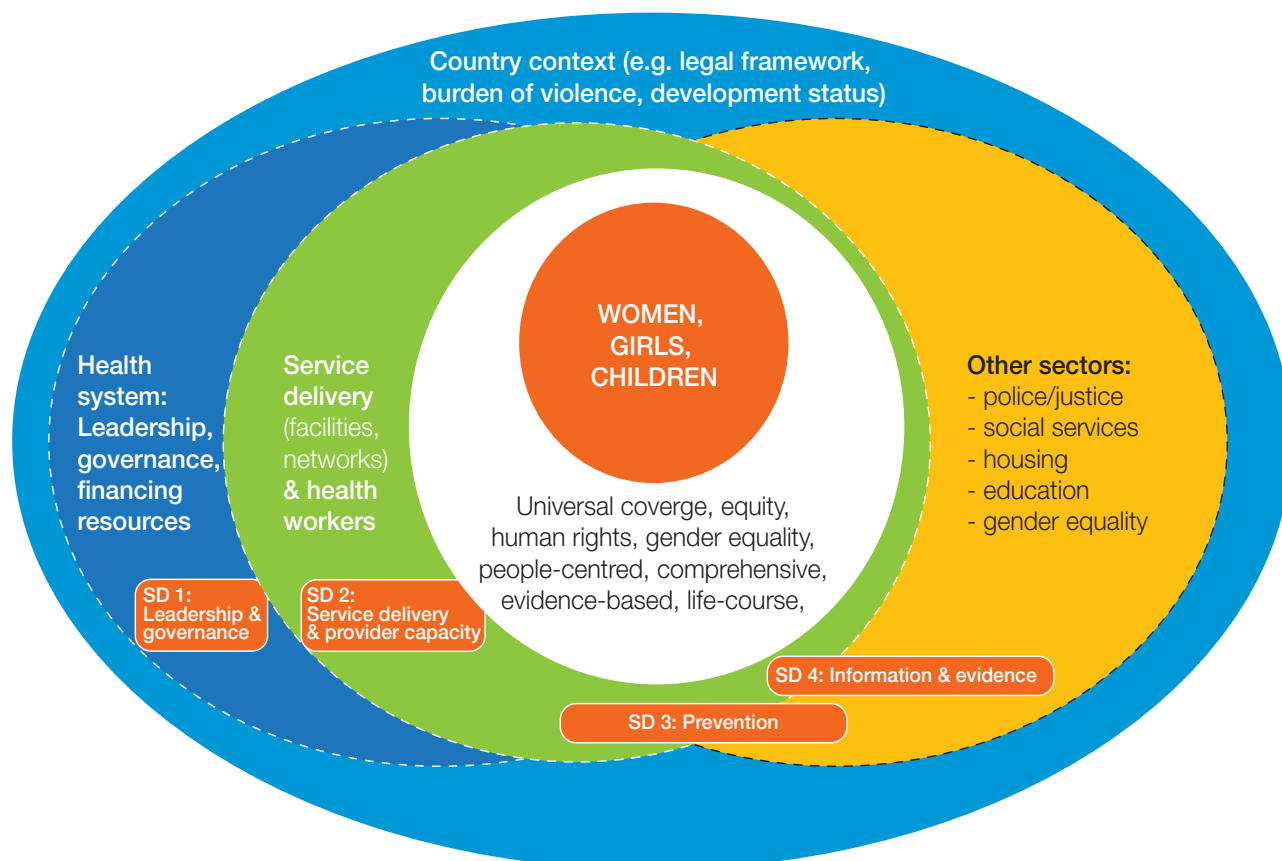 Country context (e.g. legal framework,
burden of violence, development status)
Health
system:
Leadership,
governance,
financing
resources
Service
delivery
(facilities,
networks)
& health
workers
WOMEN,
GIRLS,
CHILDREN
Universal coverge, equity,
human rights, gender equality,
people-centred, comprehensive,
evidence-based, life-course,
Other sectors:
- police/justice
- social services
- housing
- education
- gender equality
SD 1:
Leadership &
governance
SD 2:
Service delivery
& provider capacity
SD 4: Information & evidence
SD 3: Prevention